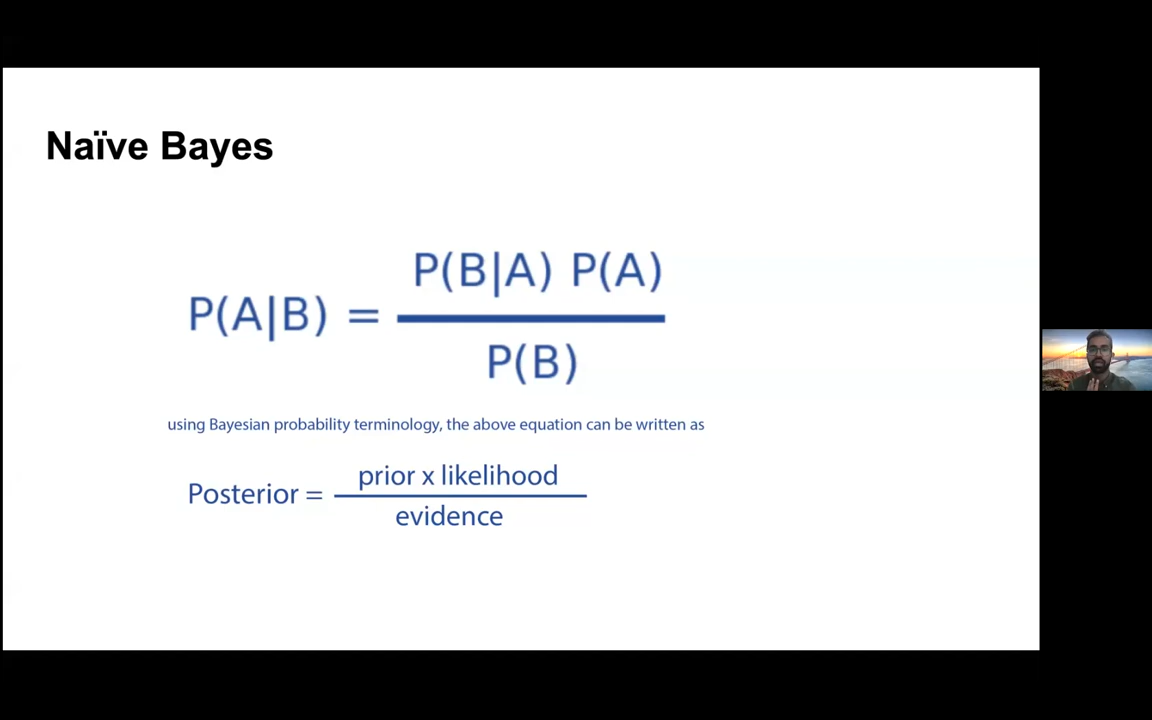 Naïve Bayes
P(A|B) = P(B|A) P(A)
P(B)
using Bayesian probability terminology, the above equation can be written as
Posterior = prior x likelihood
evidence